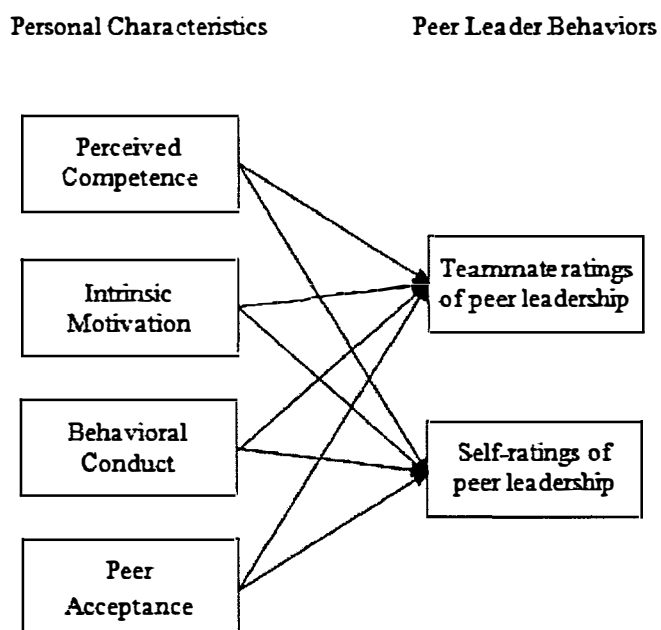 Personal Characteristics
Peer Leader Behaviors
Perceived
Competence
Intrinsic
Motivation
Behavioral
Conduct
Peer
Acceptance
Teammate ratings
of peer leadership
Self-ratings of
peer leadership